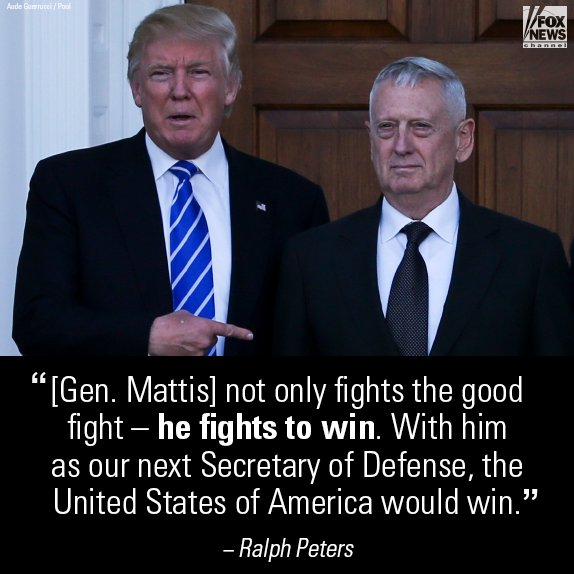 Aude Guerrucci / Pool
FOX
NEWS
channel
“[Gen. Mattis] not only fights the good
fight – he fights to win. With him
as our next Secretary of Defense, the
United States of America would win.”
– Ralph Peters